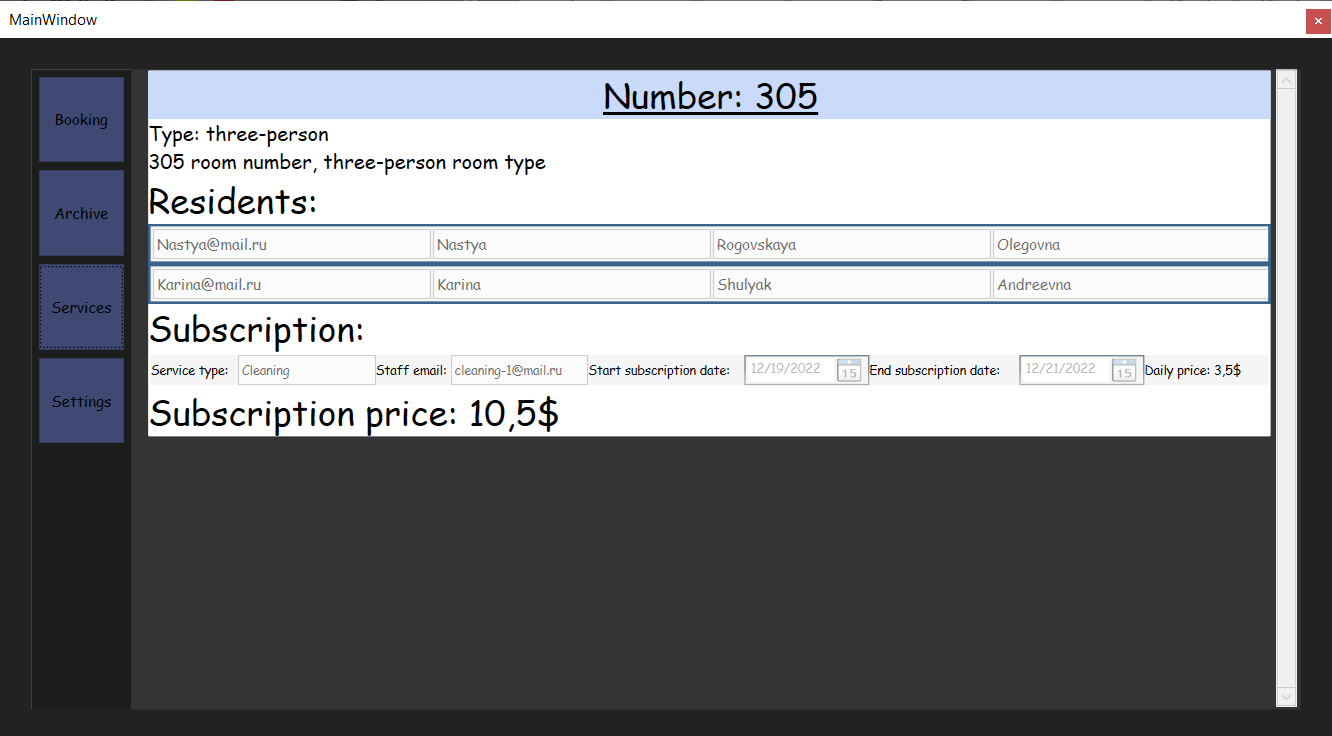 MainWindow
Booking
Archive
Services
Settings
Number: 305
Type: three-person
305 room number, three-person room type
Residents:
Nastya@mail.ru Nastya Rogovskaya Olegovna
Karina@mail.ru Karina Shulyak Andreevna
Subscription:
Service type: Cleaning Staff email: cleaning-1@mail.ru Start subscription date: 12/19/2022 15 End subscription date: 12/21/2022 15 Daily price: 3,5$
Subscription price: 10,5$